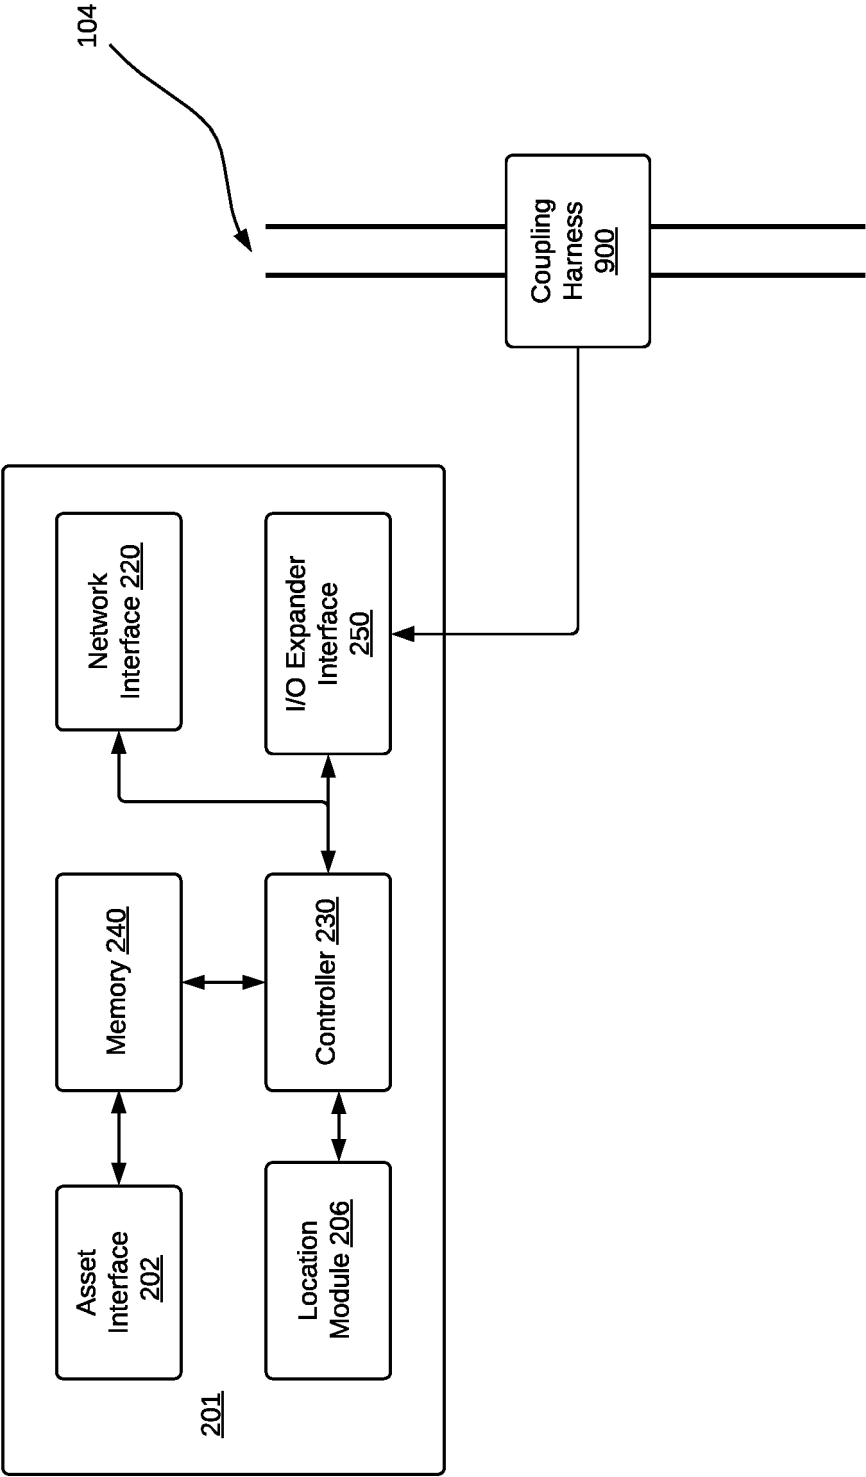 201
Asset
Interface
202
Memory 240
Network
Interface 220
Location
Module 206
Controller 230
I/O Expander
Interface
250
Coupling
Harness
900
104